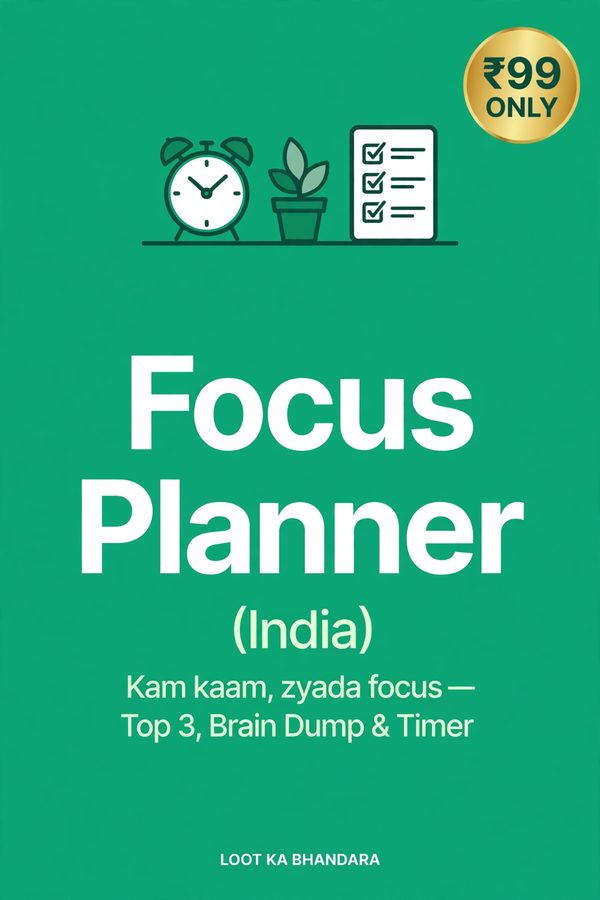 ₹99
ONLY
Focus
Planner
(India)
Kam kaam, zyada focus —
Top 3, Brain Dump & Timer
LOOT KA BHANDARA